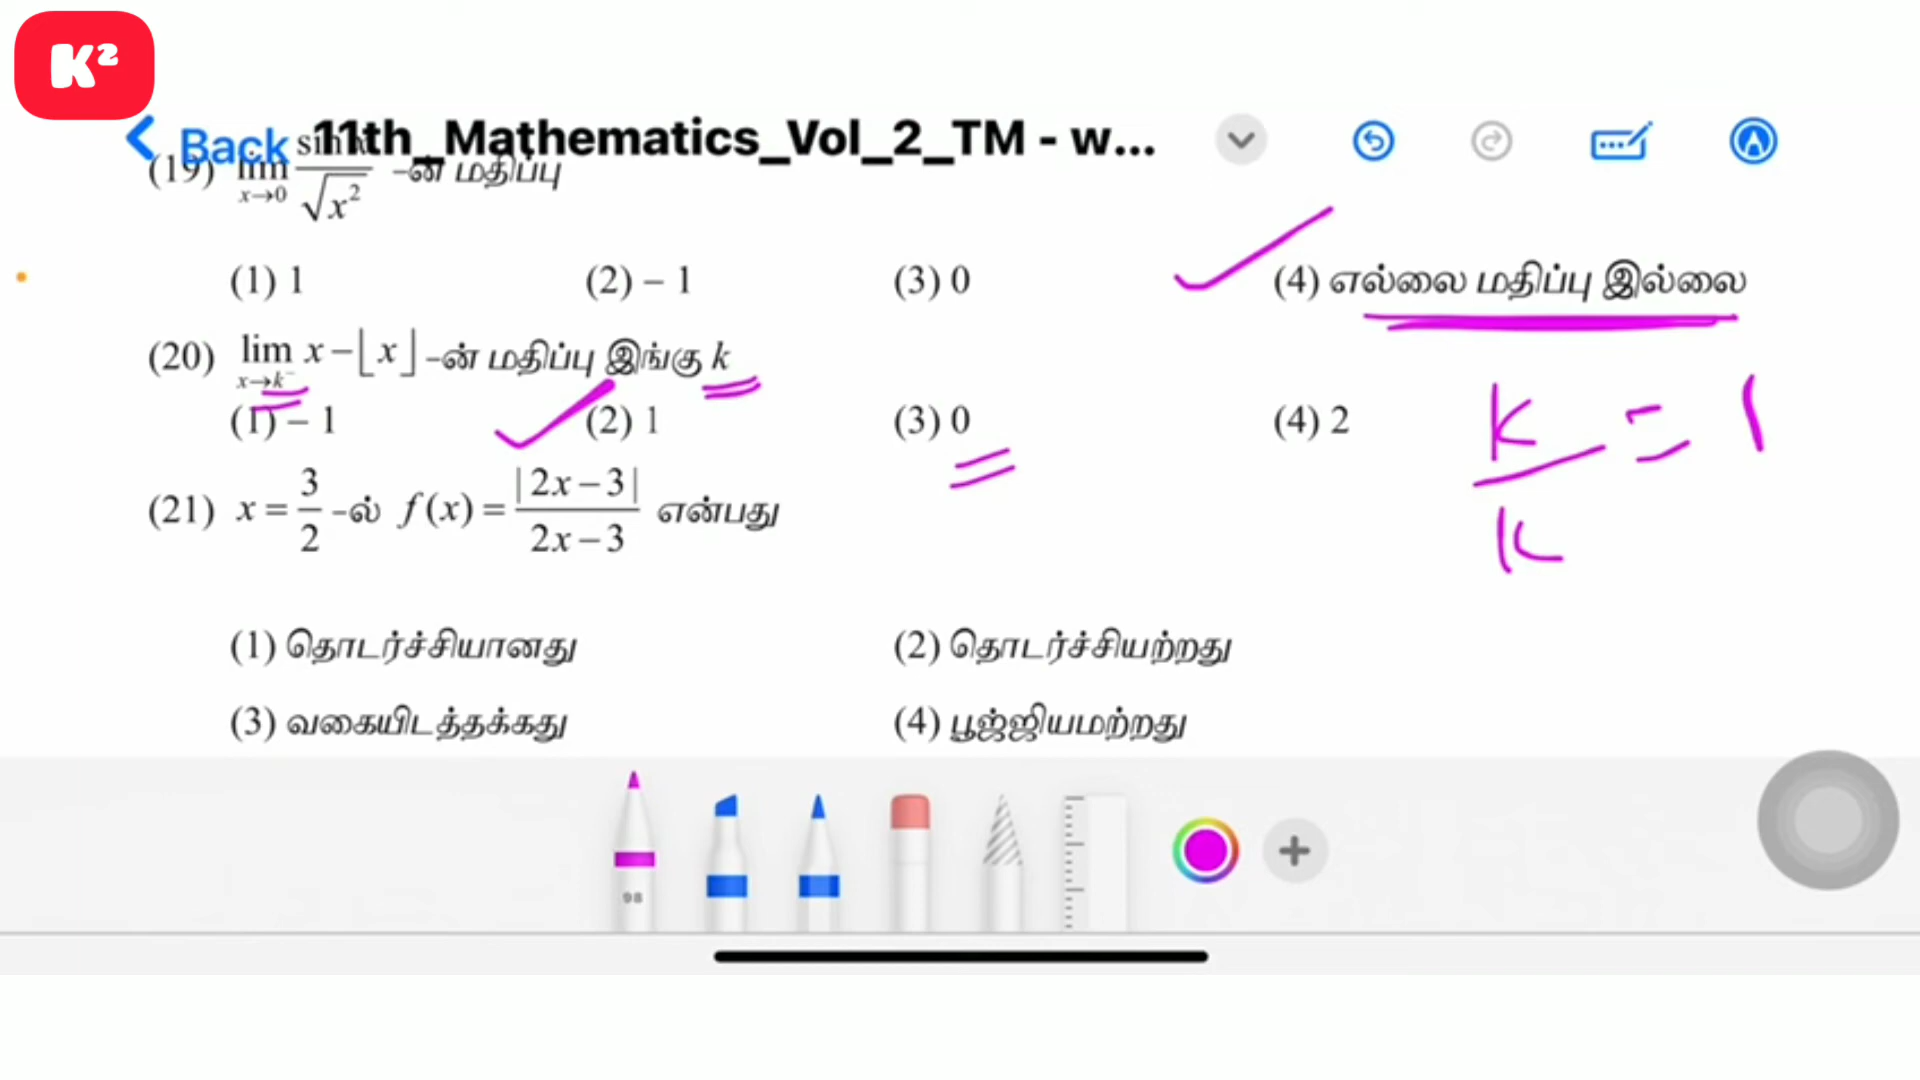 K²
Back 11th_Mathematics_Vol_2_TM - w...
(19) lim x→0 sin x / √x² -ன் மதிப்பு
(1) 1 (2) – 1 (3) 0 (4) எல்லை மதிப்பு இல்லை
(20) lim x→k⁻ x – ⌊x⌋ -ன் மதிப்பு இங்கு k
(1) – 1 (2) 1 (3) 0 (4) 2
k/k = 1
(21) x = 3/2 -ல் f(x) = |2x – 3| / 2x – 3 என்பது
(1) தொடர்ச்சியானது (2) தொடர்ச்சியற்றது
(3) வகையிடத்தக்கது (4) பூஜ்ஜியமற்றது
98